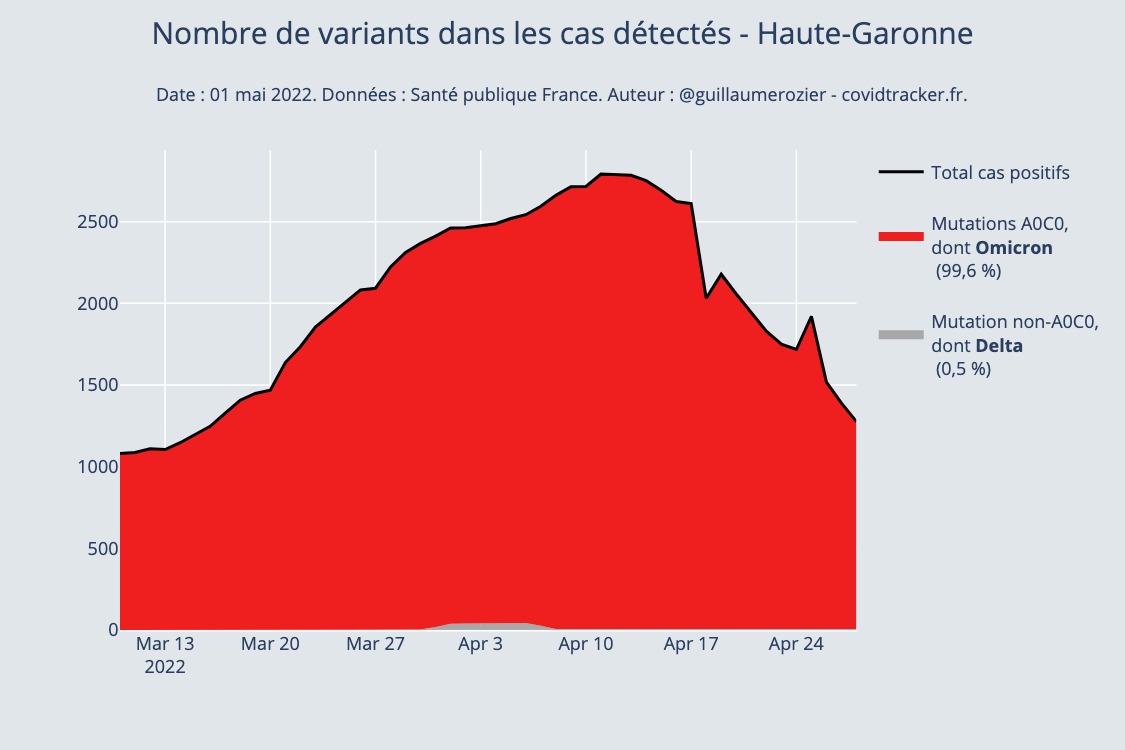 Nombre de variants dans les cas détectés - Haute-Garonne
Date : 01 mai 2022. Données : Santé publique France. Auteur : @guillaumerozier - covidtracker.fr.
Total cas positifs
Mutations A0C0,
dont Omicron
(99,6 %)
Mutation non-A0C0,
dont Delta
(0,5 %)
2500
2000
1500
1000
500
0
Mar 13 Mar 20 Mar 27 Apr 3 Apr 10 Apr 17 Apr 24
2022